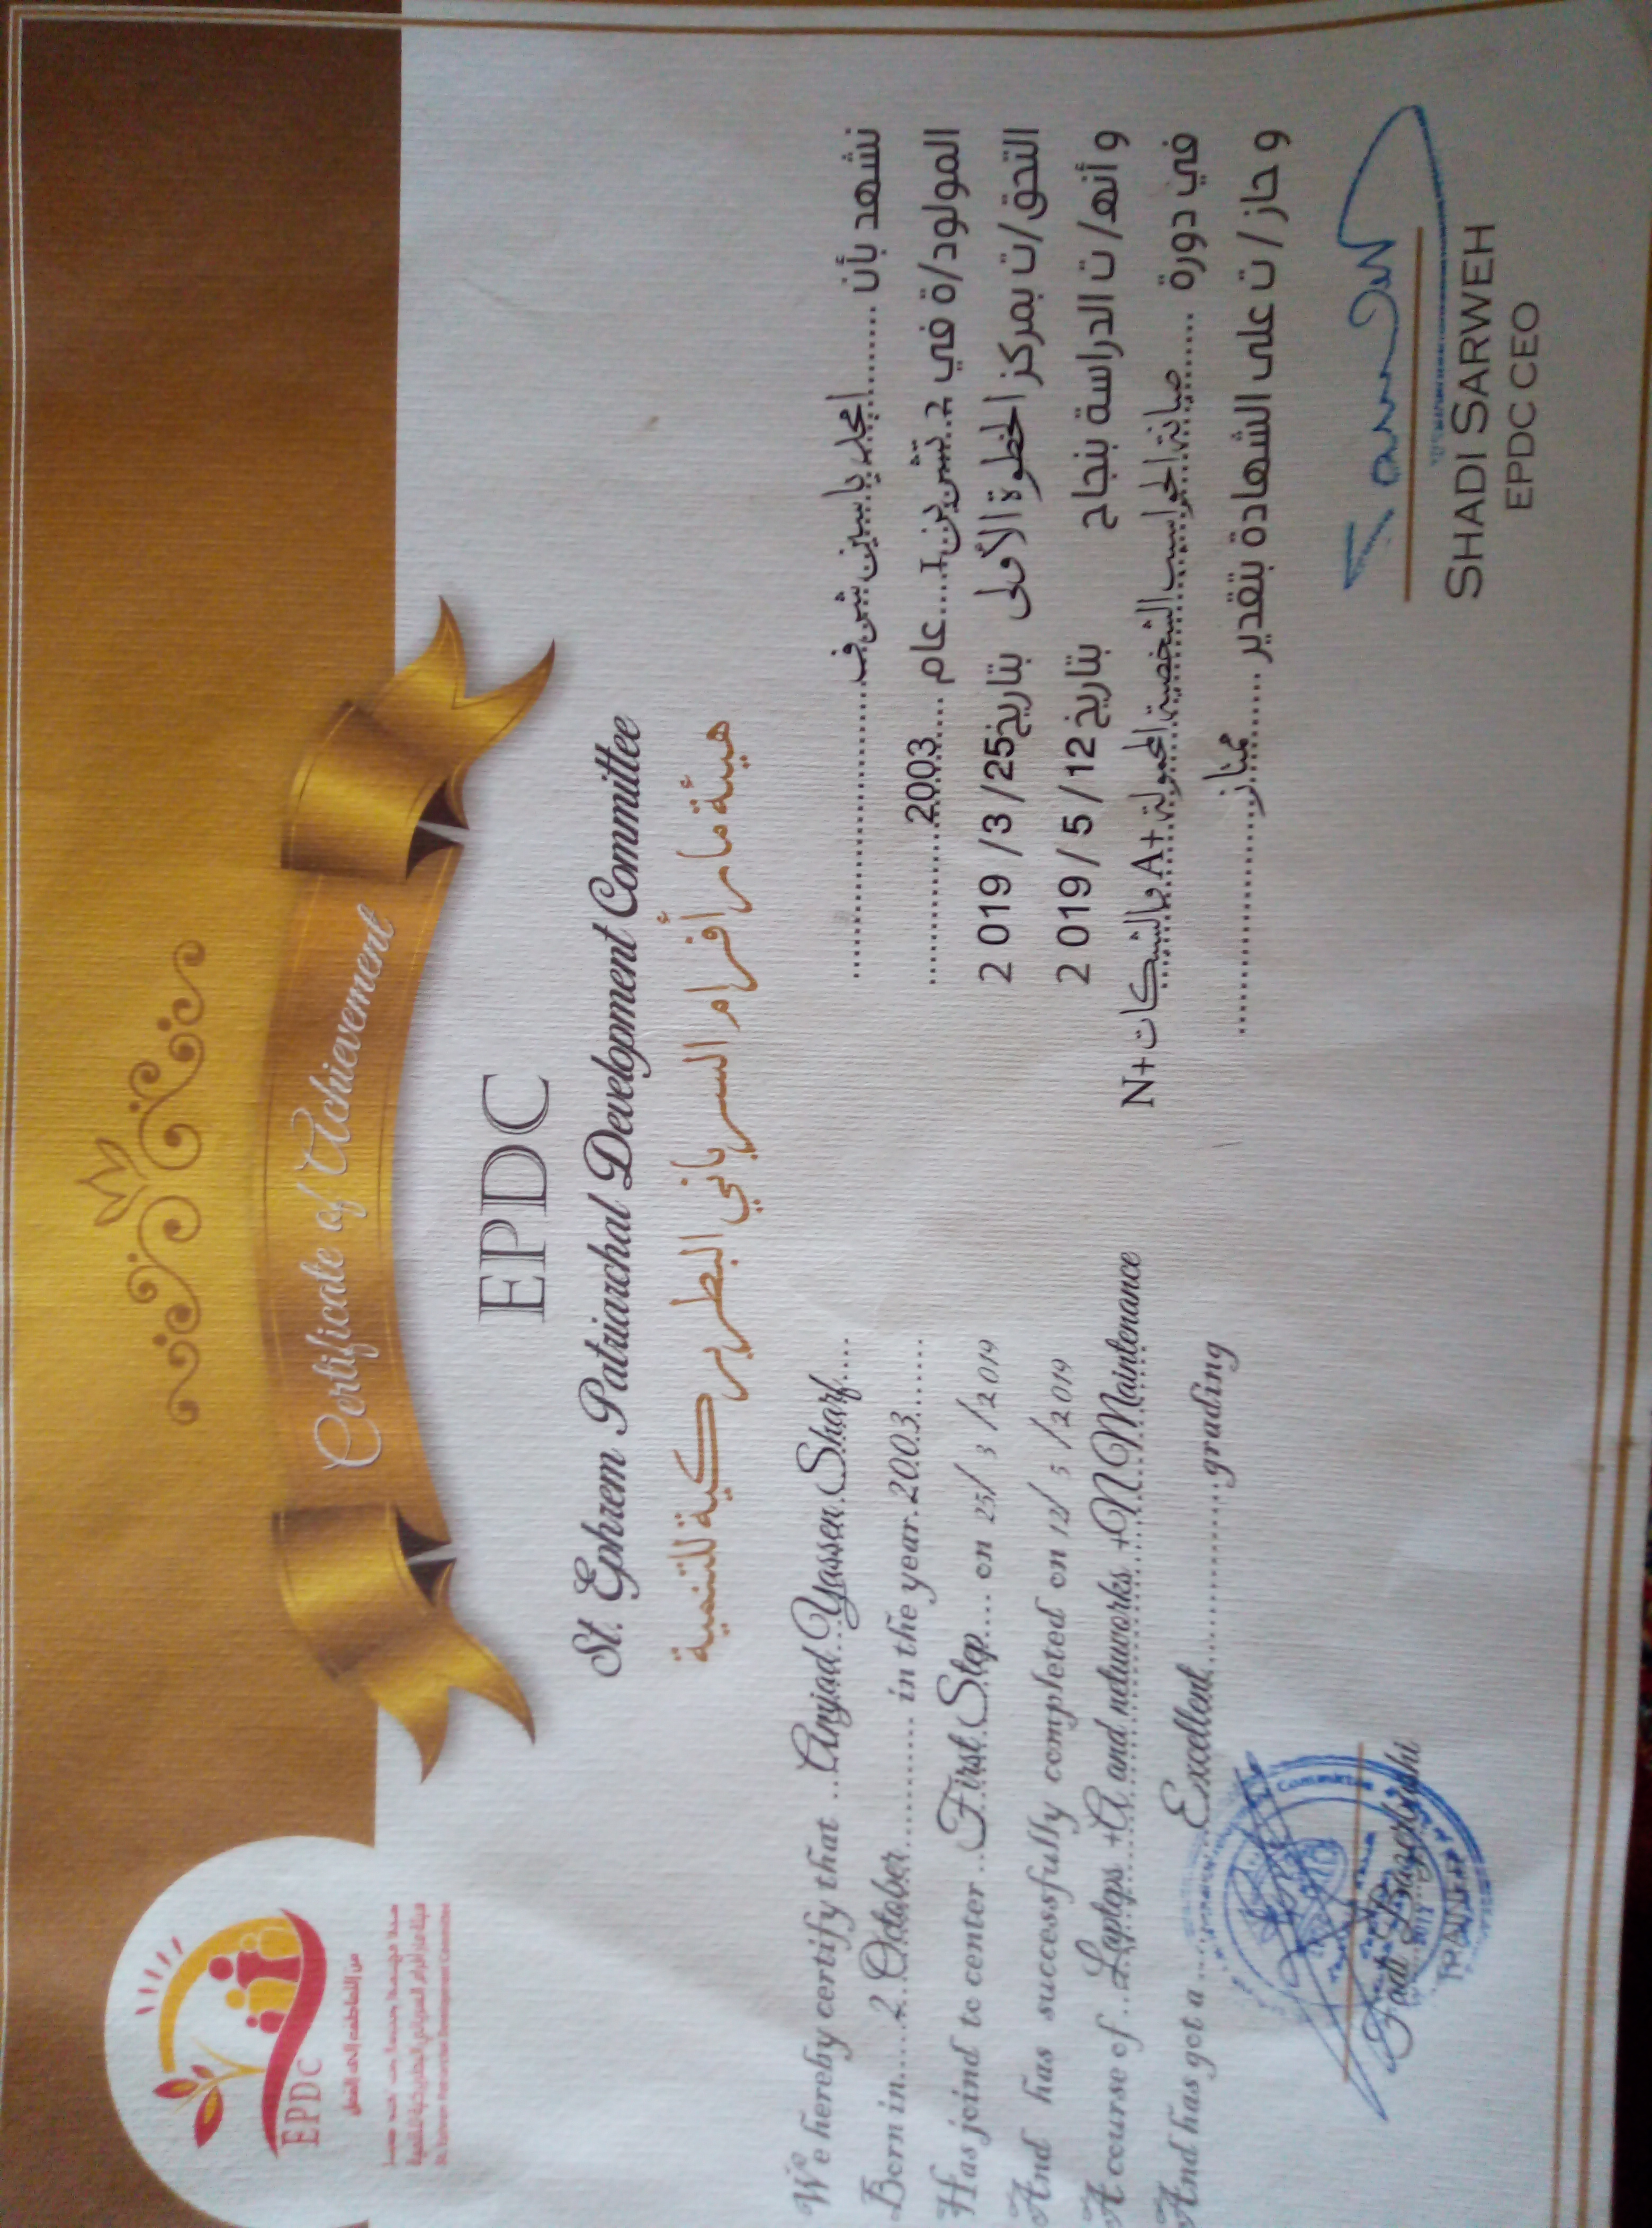 EPDC
من التعاطف إلى العمل
هيئة مار أفرام السرياني البطريركية للتنمية
St. Ephrem Patriarchal Development Committee
Certificate of Achievement
EPDC
St. Ephrem Patriarchal Development Committee
هيئة مار أفرام السرياني البطريركية للتنمية
We hereby certify that ..Amjad Yassen Sharf....
Born in.....2 October............ in the year.2003.......
Has joind to center ..First Step.... on 25/ 3 /2019
And has successfully completed on 12/ 5 /2019
A course of ..Laptops +A and netuworks +N Maintenance
And has got a .........Excellent................grading
نشهد بأن ........امجد ياسين شرف..........................
المولود/ة في 2 تشرين I....عام ....2003..............
التحق/ت بمركز الخطوة الأولى بتاريخ 25/ 3/ 2019
و أنه/ ت الدراسة بنجاح بتاريخ 12/ 5 / 2019
في دورة ......صيانة الحواسيب الشخصية المحمولة +A والشبكات +N
و حاز / ت على الشهادة بتقدير ......ممتاز.....................
Fadi Bazerbashi
2017
TRAINER
SHADI SARWEH
EPDC CEO